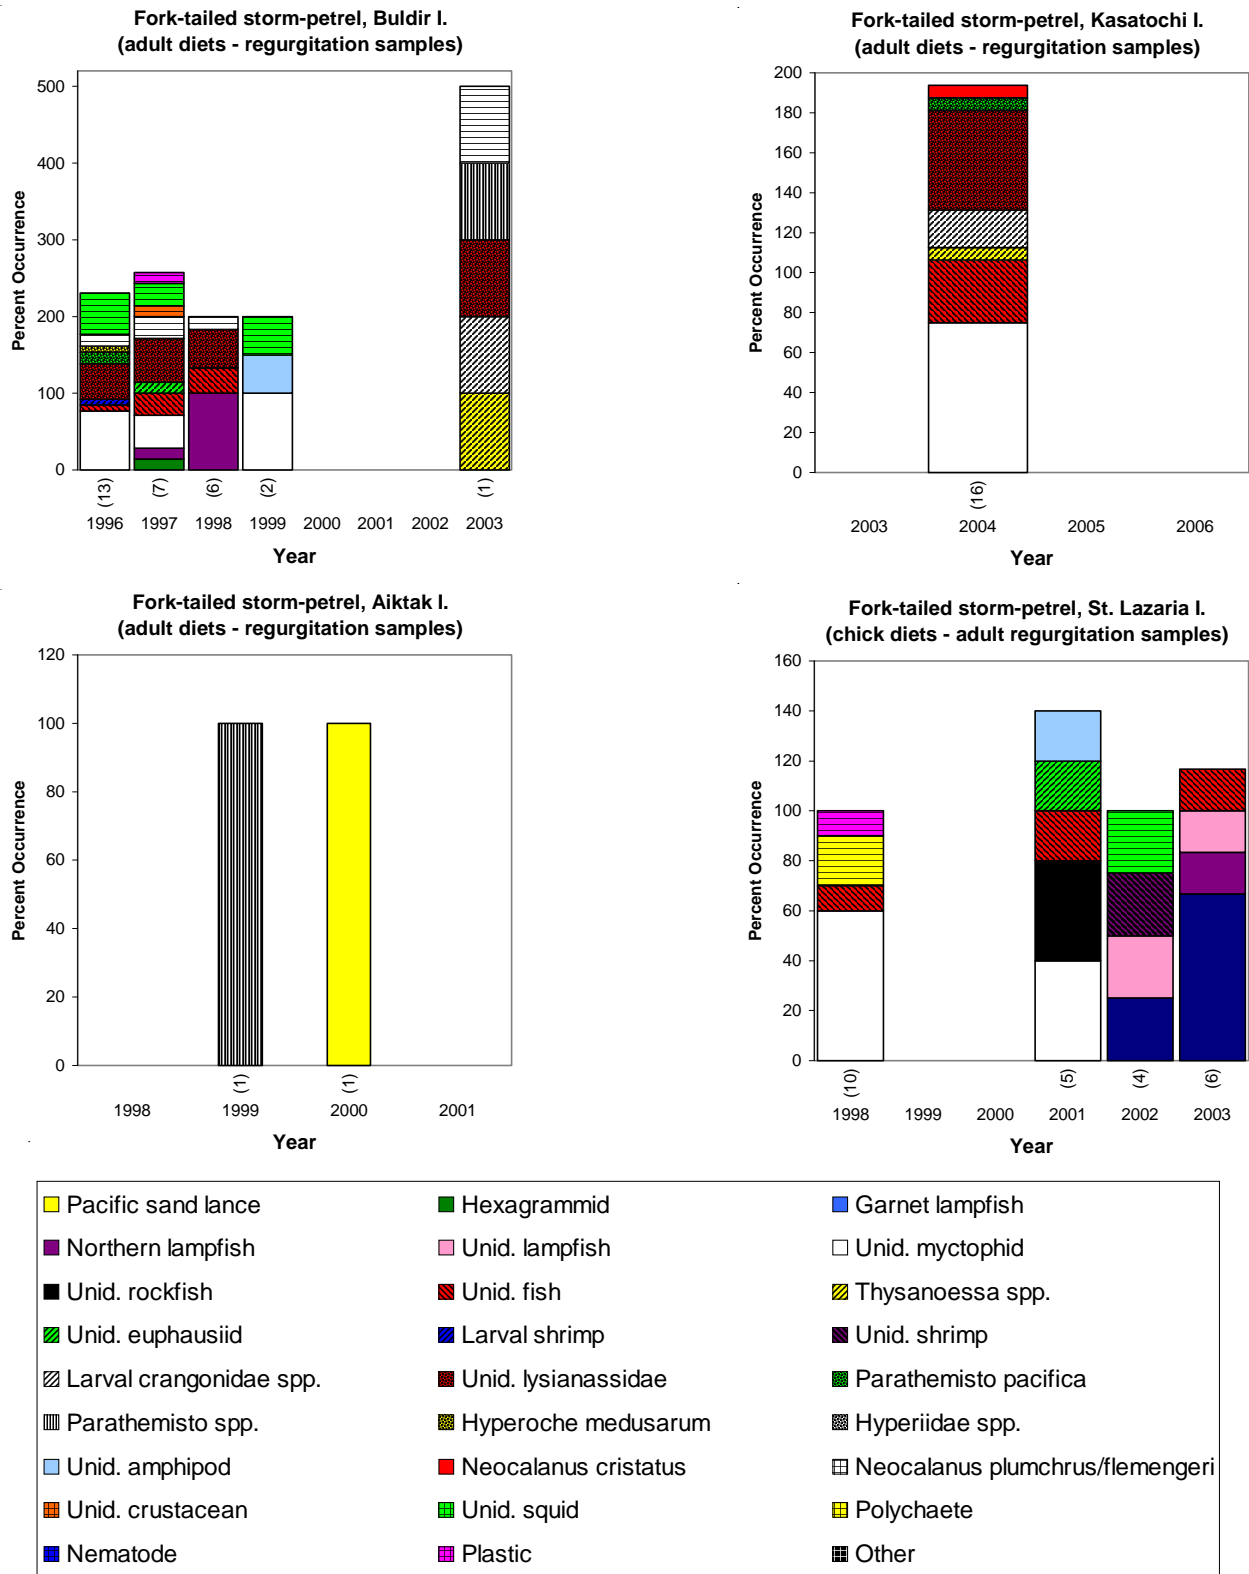 Fork-tailed storm-petrel, Buldir I.
(adult diets - regurgitation samples)
Percent Occurrence
500
400
300
200
100
0
(13)
(7)
(6)
(2)
(1)
1996
1997
1998
1999
2000
2001
2002
2003
Year
Fork-tailed storm-petrel, Kasatochi I.
(adult diets - regurgitation samples)
Percent Occurrence
200
180
160
140
120
100
80
60
40
20
0
(16)
2003
2004
2005
2006
Year
Fork-tailed storm-petrel, Aiktak I.
(adult diets - regurgitation samples)
Percent Occurrence
120
100
80
60
40
20
0
(1)
(1)
1998
1999
2000
2001
Year
Fork-tailed storm-petrel, St. Lazaria I.
(chick diets - adult regurgitation samples)
Percent Occurrence
160
140
120
100
80
60
40
20
0
(10)
(5)
(4)
(6)
1998
1999
2000
2001
2002
2003
Year
Pacific sand lance
Hexagrammid
Garnet lampfish
Northern lampfish
Unid. lampfish
Unid. myctophid
Unid. rockfish
Unid. fish
Thysanoessa spp.
Unid. euphausiid
Larval shrimp
Unid. shrimp
Larval crangonidae spp.
Unid. lysianassidae
Parathemisto pacifica
Parathemisto spp.
Hyperoche medusarum
Hyperiidae spp.
Unid. amphipod
Neocalanus cristatus
Neocalanus plumchrus/flemengeri
Unid. crustacean
Unid. squid
Polychaete
Nematode
Plastic
Other